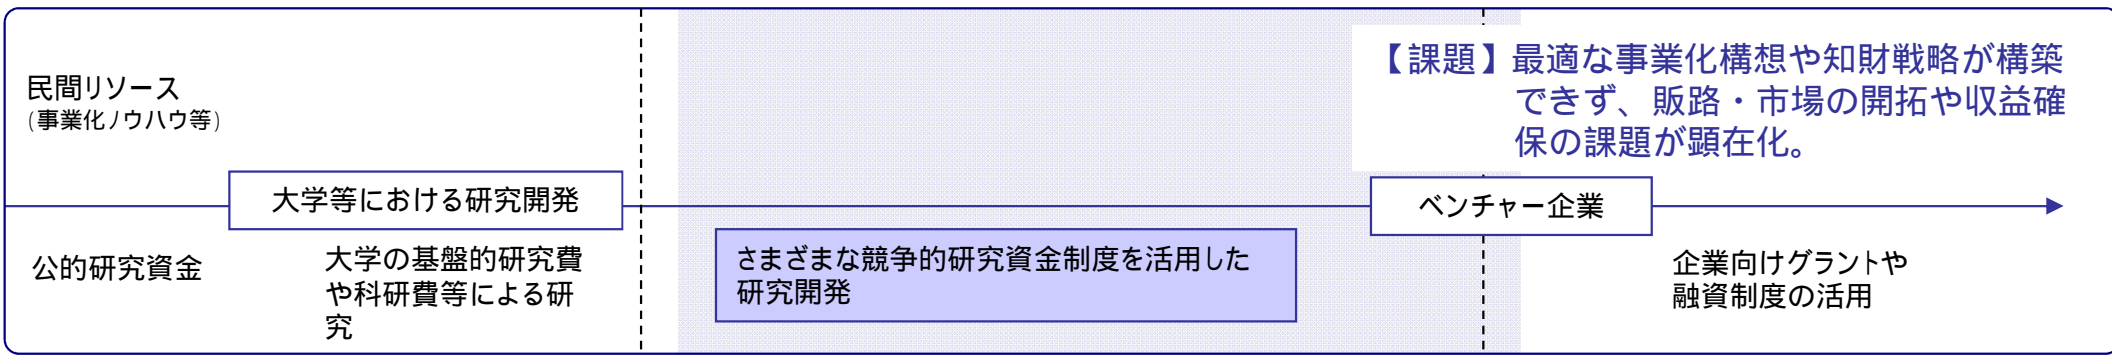 民間リソース
(事業化ノウハウ等)
【課題】最適な事業化構想や知財戦略が構築
できず、販路・市場の開拓や収益確
保の課題が顕在化。
大学等における研究開発
ベンチャー企業
公的研究資金
大学の基盤的研究費
や科研費等による研
究
さまざまな競争的研究資金制度を活用した
研究開発
企業向けグラントや
融資制度の活用